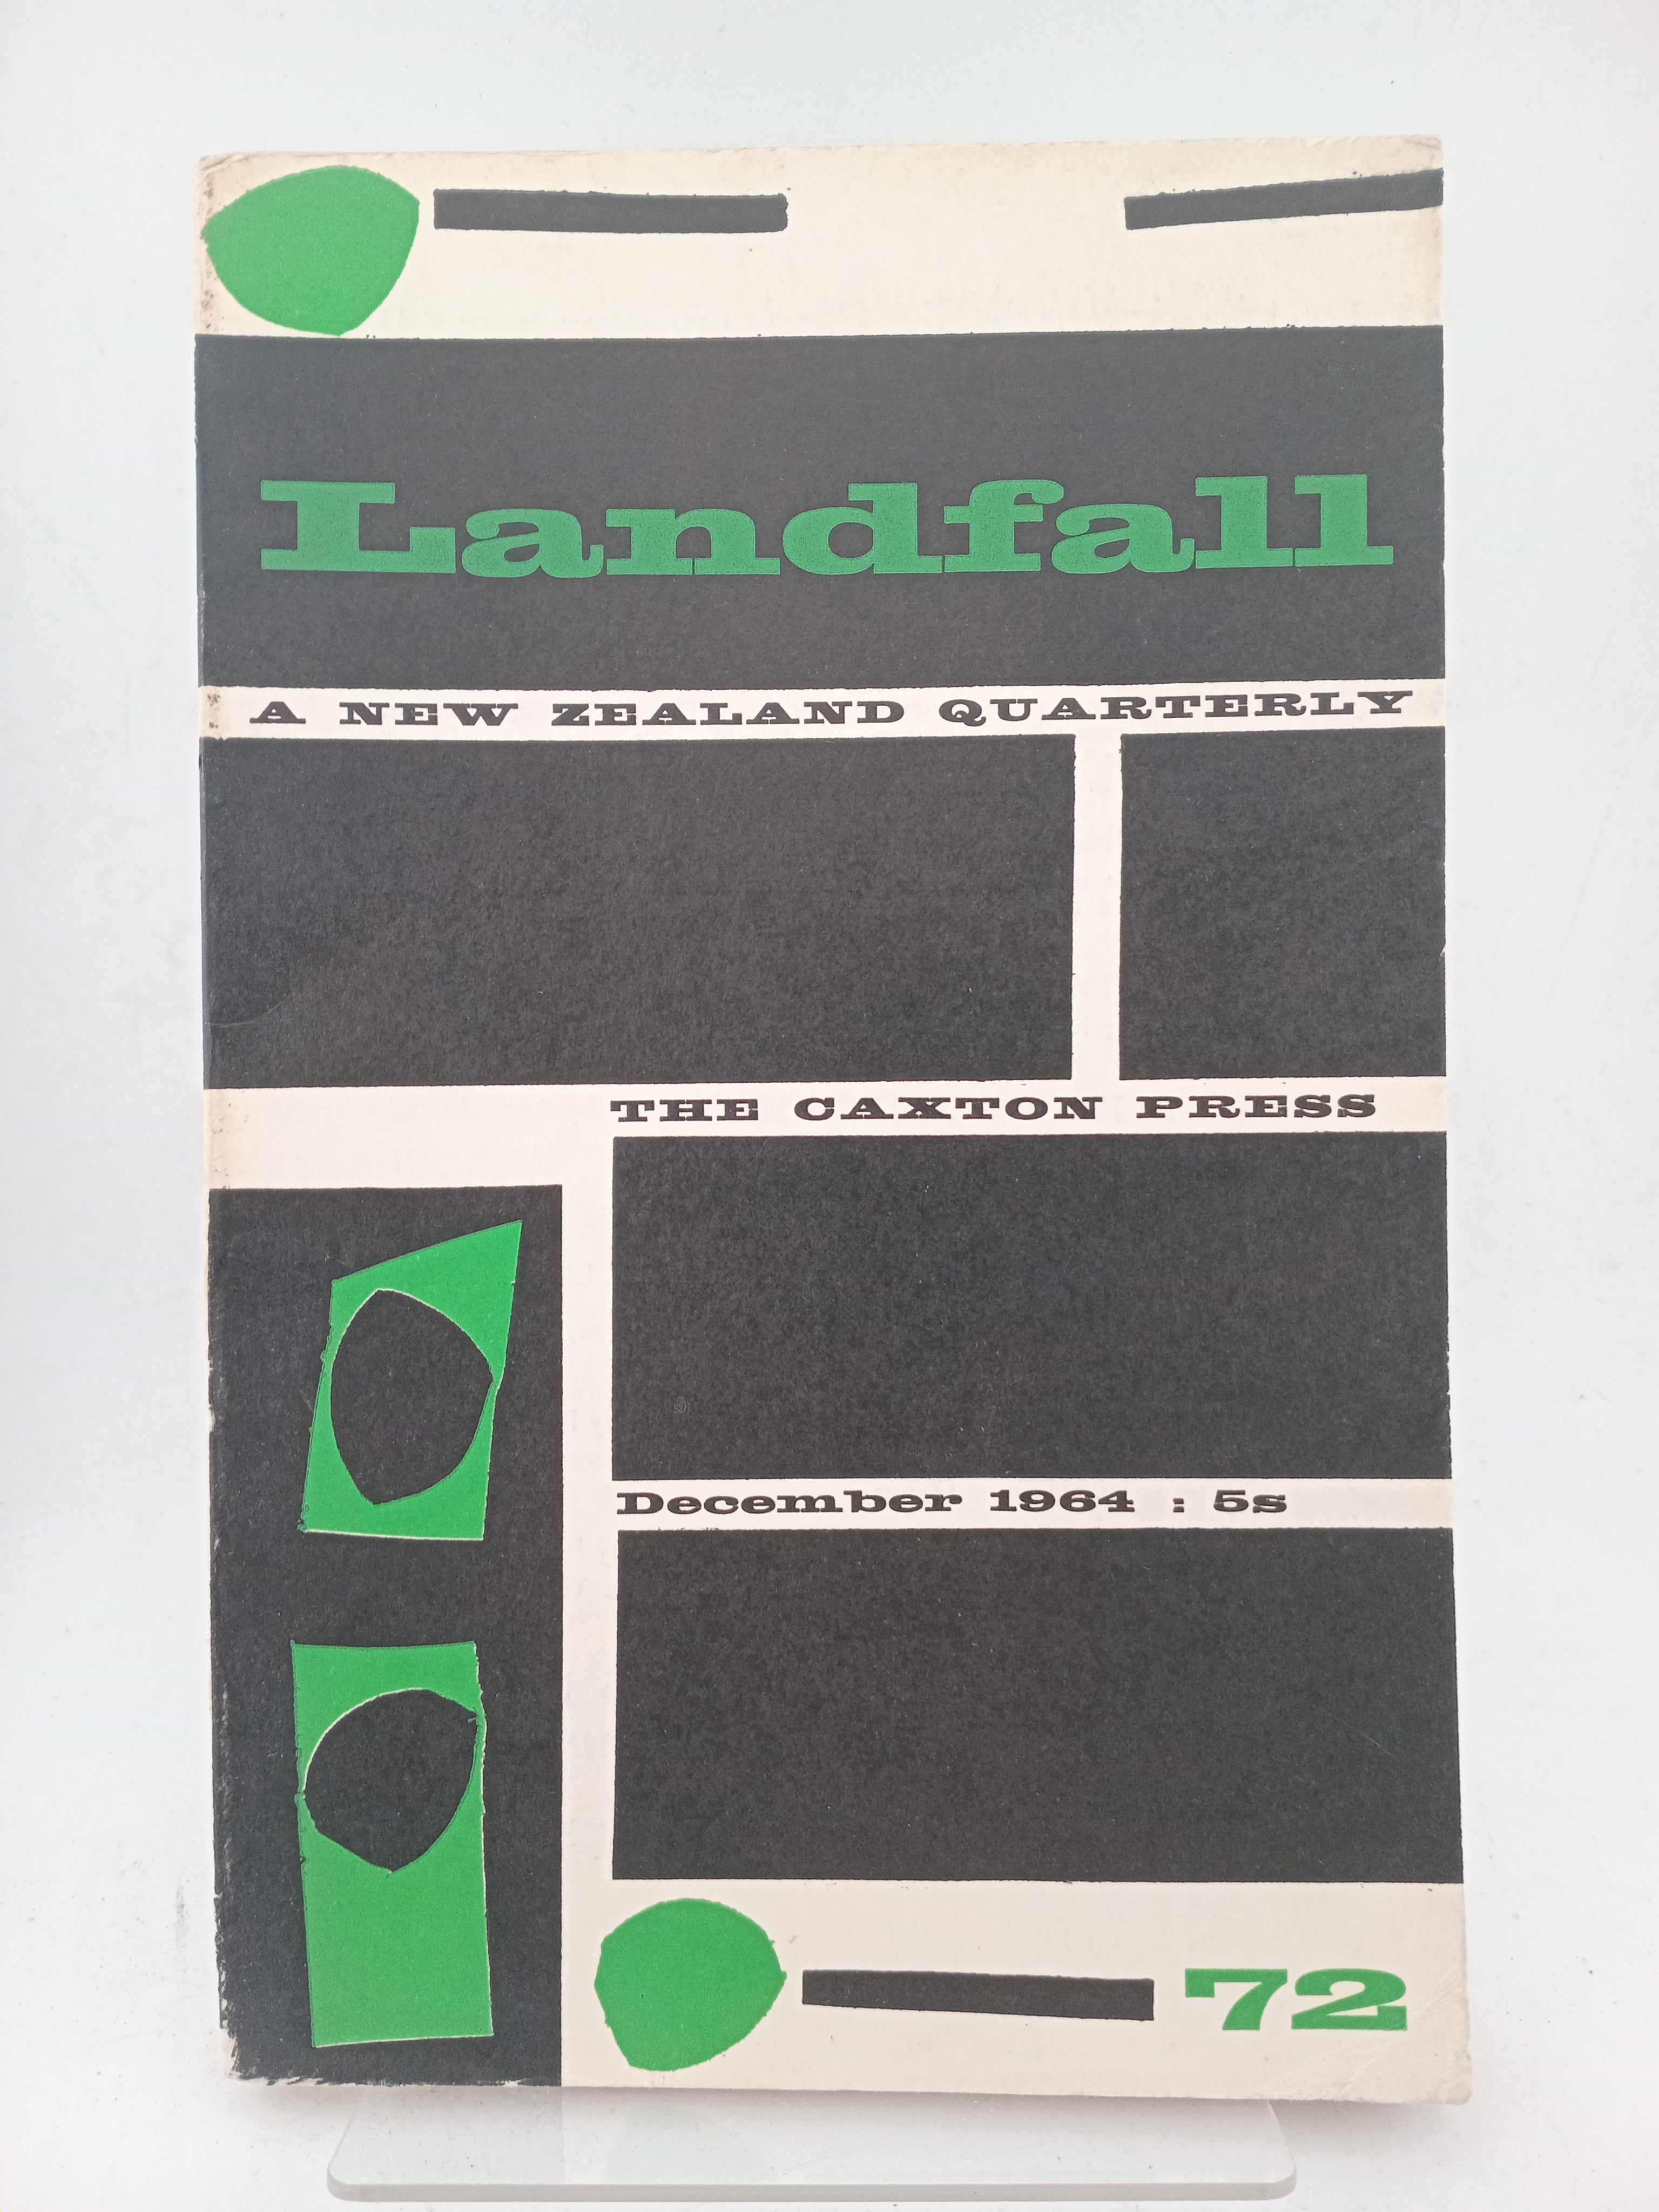 Landfall
A NEW ZEALAND QUARTERLY
THE CAXTON PRESS
December 1964 : 5s
72